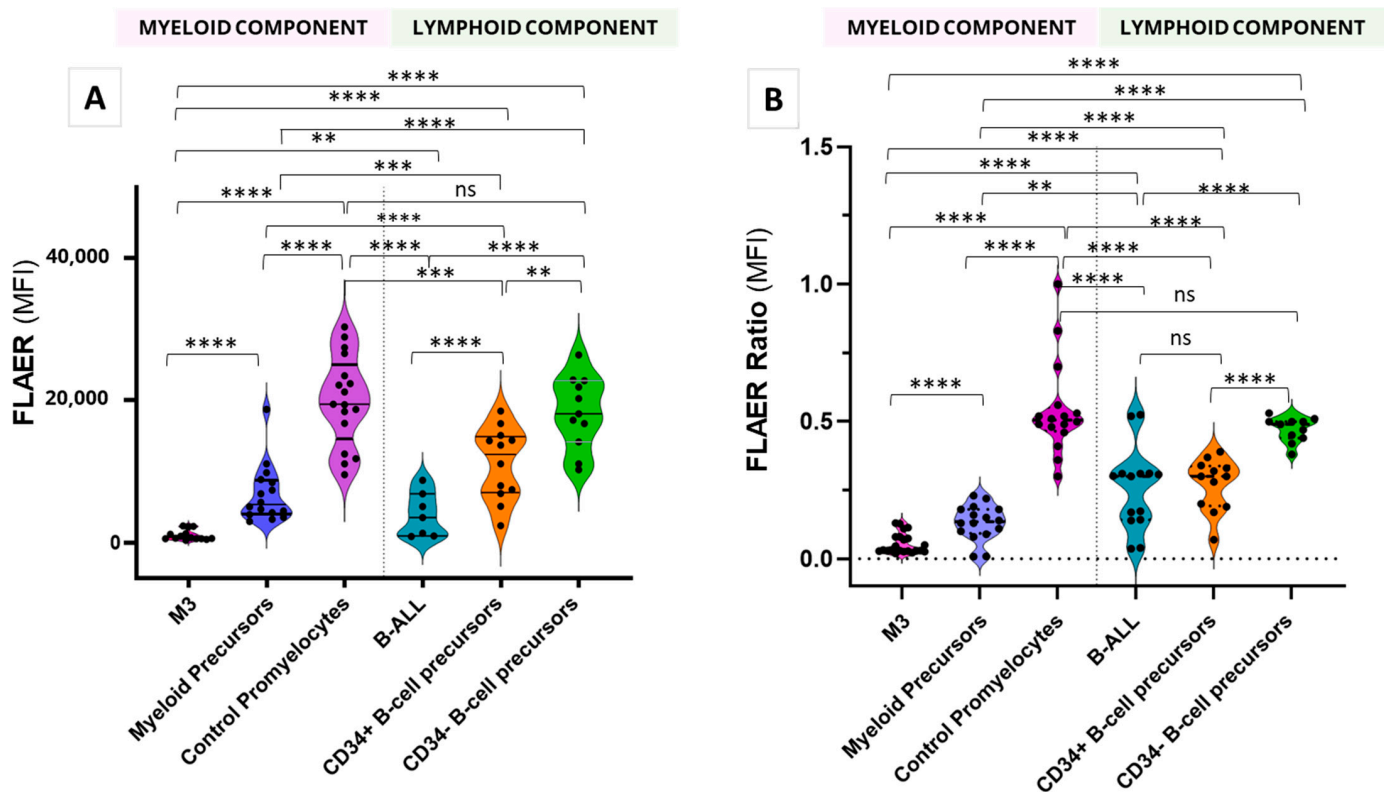 MYELOID COMPONENT LYMPHOID COMPONENT
A
****
****
****
**
***
**** ns
****
**** **** ****
*** **
**** ****
FLAER (MFI)
40,000
20,000
0
M3
Myeloid Precursors
Control Promyelocytes
B-ALL
CD34+ B-cell precursors
CD34- B-cell precursors
MYELOID COMPONENT LYMPHOID COMPONENT
B
****
****
****
****
****
** ****
**** ****
**** ****
****
ns
ns
**** ****
FLAER Ratio (MFI)
1.5
1.0
0.5
0.0
M3
Myeloid Precursors
Control Promyelocytes
B-ALL
CD34+ B-cell precursors
CD34- B-cell precursors